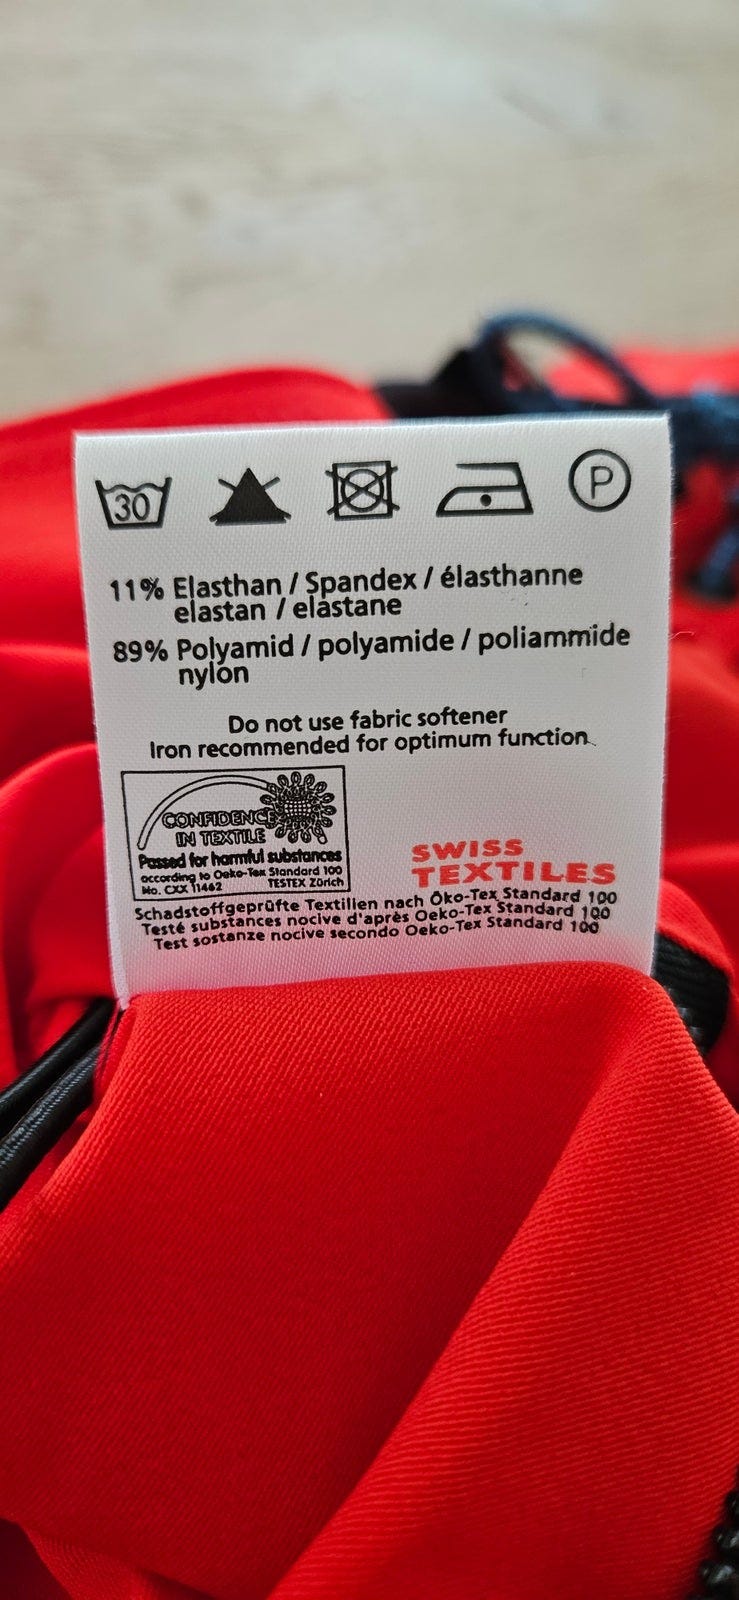 30
P
11% Elasthan / Spandex / élasthanne
elastan / elastane
89% Polyamid / polyamide / poliammide
nylon
Do not use fabric softener
Iron recommended for optimum function
CONFIDENCE
IN TEXTILE
Passed for harmful substances
according to Oeko-Tex Standard 100
No. CXX 11462 TESTEX Zürich
SWISS
TEXTILES
Schadstoffgeprüfte Textilien nach Öko-Tex Standard 100
Testé substances nocive d'après Oeko-Tex Standard 100
Test sostanze nocive secondo Oeko-Tex Standard 100